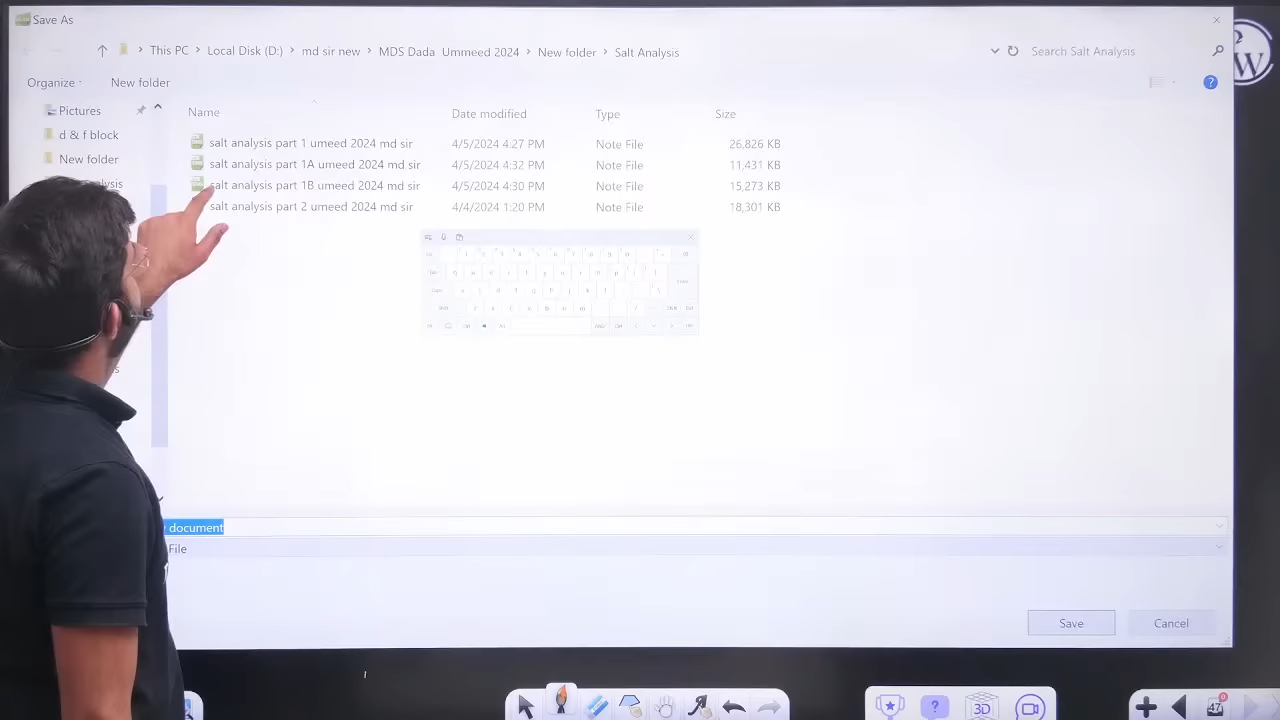 Save As
This PC > Local Disk (D:) > md sir new > MDS Dada Ummeed 2024 > New folder > Salt Analysis
Search Salt Analysis
Organize
New folder
Pictures
d & f block
New folder
Name Date modified Type Size
salt analysis part 1 umeed 2024 md sir 4/5/2024 4:27 PM Note File 26,826 KB
salt analysis part 1A umeed 2024 md sir 4/5/2024 4:32 PM Note File 11,431 KB
salt analysis part 1B umeed 2024 md sir 4/5/2024 4:30 PM Note File 15,273 KB
salt analysis part 2 umeed 2024 md sir 4/4/2024 1:20 PM Note File 18,301 KB
document
File
Save
Cancel
?
?
3D
47
W